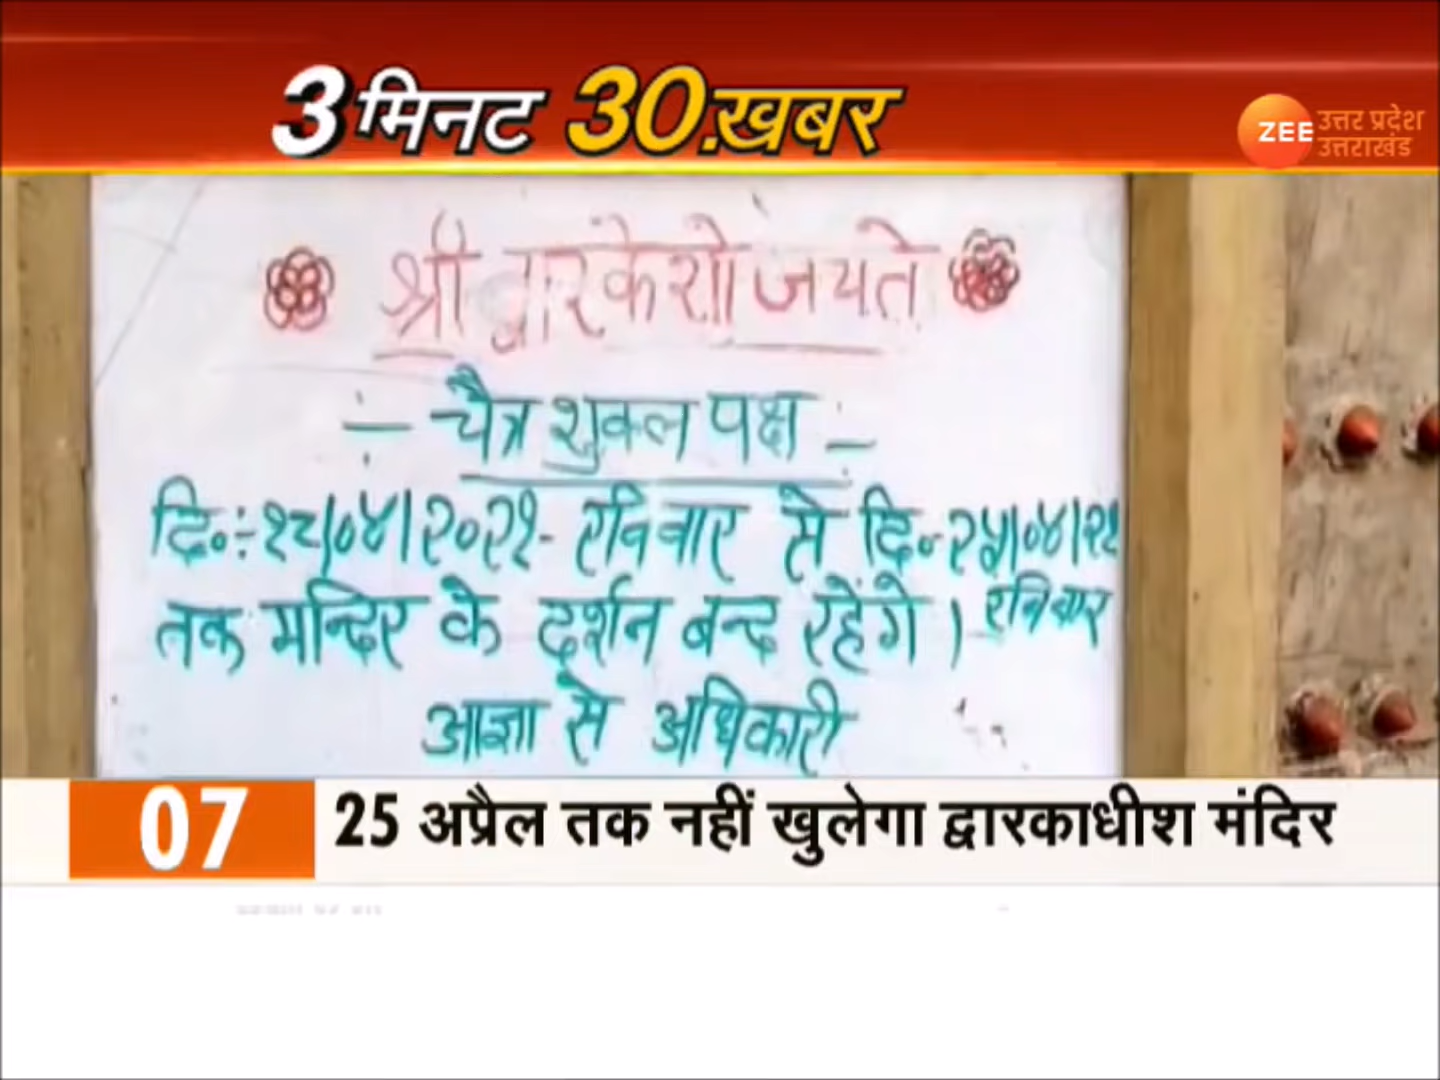 3 मिनट 30 ख़बर
ZEE उत्तर प्रदेश
उत्तराखंड
श्री द्वारकेशो जयते
-:- चैत्र शुक्ल पक्ष -:-
दि०:- १८/०४/२०२१ - रविवार से दि०-२५/०४/२१
तक मन्दिर के दर्शन बन्द रहेंगे । रविवार
आज्ञा से अधिकारी
07 25 अप्रैल तक नहीं खुलेगा द्वारकाधीश मंदिर